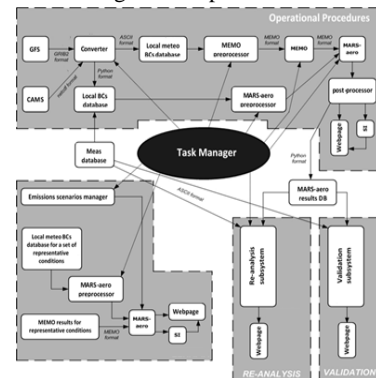 Operational Procedures
GFS
GRIB2
format
Converter
ASCII
format
Local meteo BCs
database
MEMO
preprocessor
MEMO
format
MEMO
MEMO
format
MARS-
aero
CAMS
netcdf format
Python
format
Local BCs
database
MARS-aero
preprocessor
post-
processor
Webpage
SI
Meas
database
Task Manager
Python
format
ASCII format
MARS-aero
results DB
Emissions scenarios manager
Local meteo BCs
database for a set of
representative
conditions
MARS-aero
preprocessor
MEMO results for
representative conditions
MEMO
format
MARS-
aero
Webpage
SI
Re-analysis
subsystem
Webpage
RE-ANALYSIS
Validation
subsystem
Webpage
VALIDATION